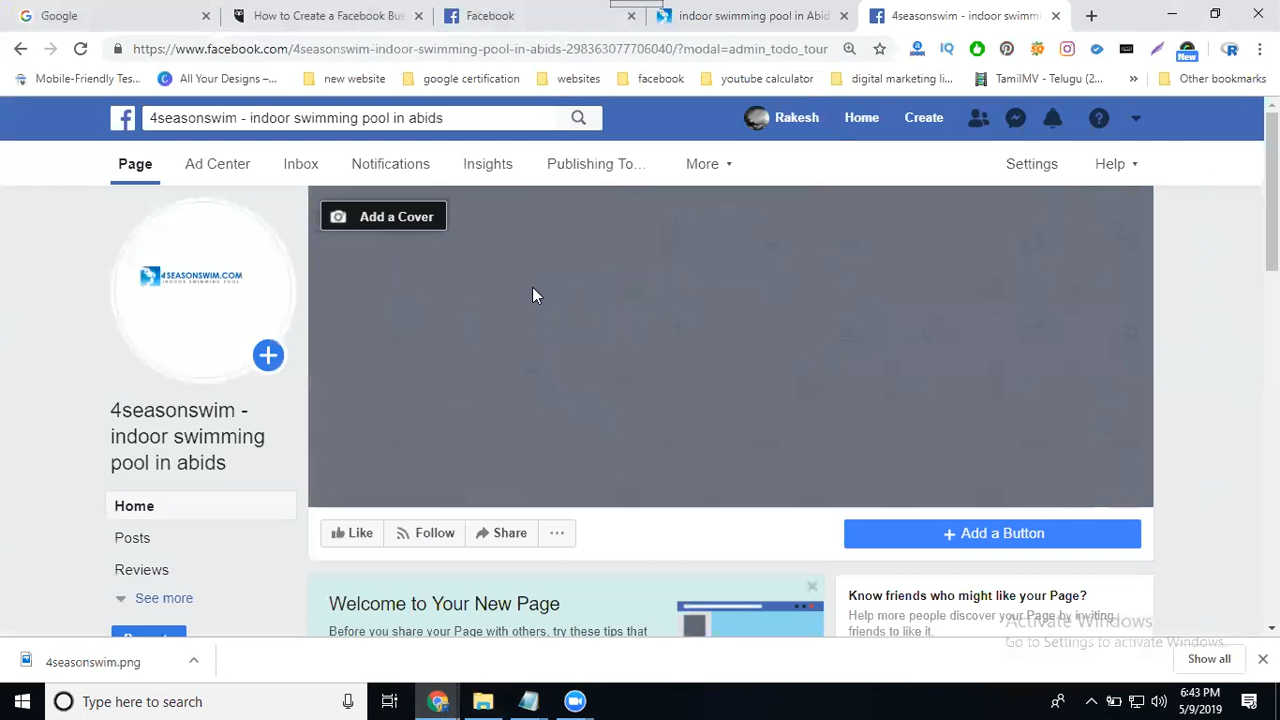 Google
How to Create a Facebook Bus
Facebook
indoor swimming pool in Abid
4seasonswim - indoor swimmi
https://www.facebook.com/4seasonswim-indoor-swimming-pool-in-abids-298363077706040/?modal=admin_todo_tour
New
Mobile-Friendly Tes...
All Your Designs –...
new website
google certification
websites
facebook
youtube calculator
digital marketing li...
TamilMV - Telugu (2...
Other bookmarks
4seasonswim - indoor swimming pool in abids
Rakesh
Home
Create
Page
Ad Center
Inbox
Notifications
Insights
Publishing To...
More
Settings
Help
Add a Cover
4SEASONSWIM.COM
INDOOR SWIMMING POOL
4seasonswim -
indoor swimming
pool in abids
Home
Posts
Reviews
See more
Like
Follow
Share
Add a Button
Welcome to Your New Page
Before you share your Page with others, try these tips that
Know friends who might like your Page?
Help more people discover your Page by inviting
friends to like it.
Activate Windows
Go to Settings to activate Windows.
4seasonswim.png
Show all
Type here to search
6:43 PM
5/9/2019